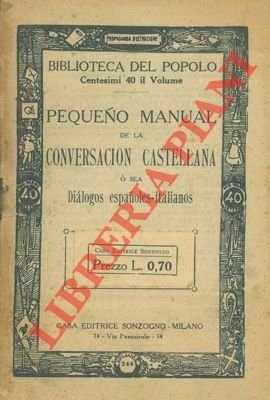 PROPAGANDA D'ISTRUZIONE
BIBLIOTECA DEL POPOLO
Centesimi 40 il Volume
PEQUEÑO MANUAL
DE LA
CONVERSACION CASTELLANA
Ó SEA
Diálogos españoles-italianos
40
40
CASA EDITRICE SONZOGNO
Prezzo L. 0,70
CASA EDITRICE SONZOGNO - MILANO
14 - Via Pasquirolo - 14
244
LIBRERIA PIANI